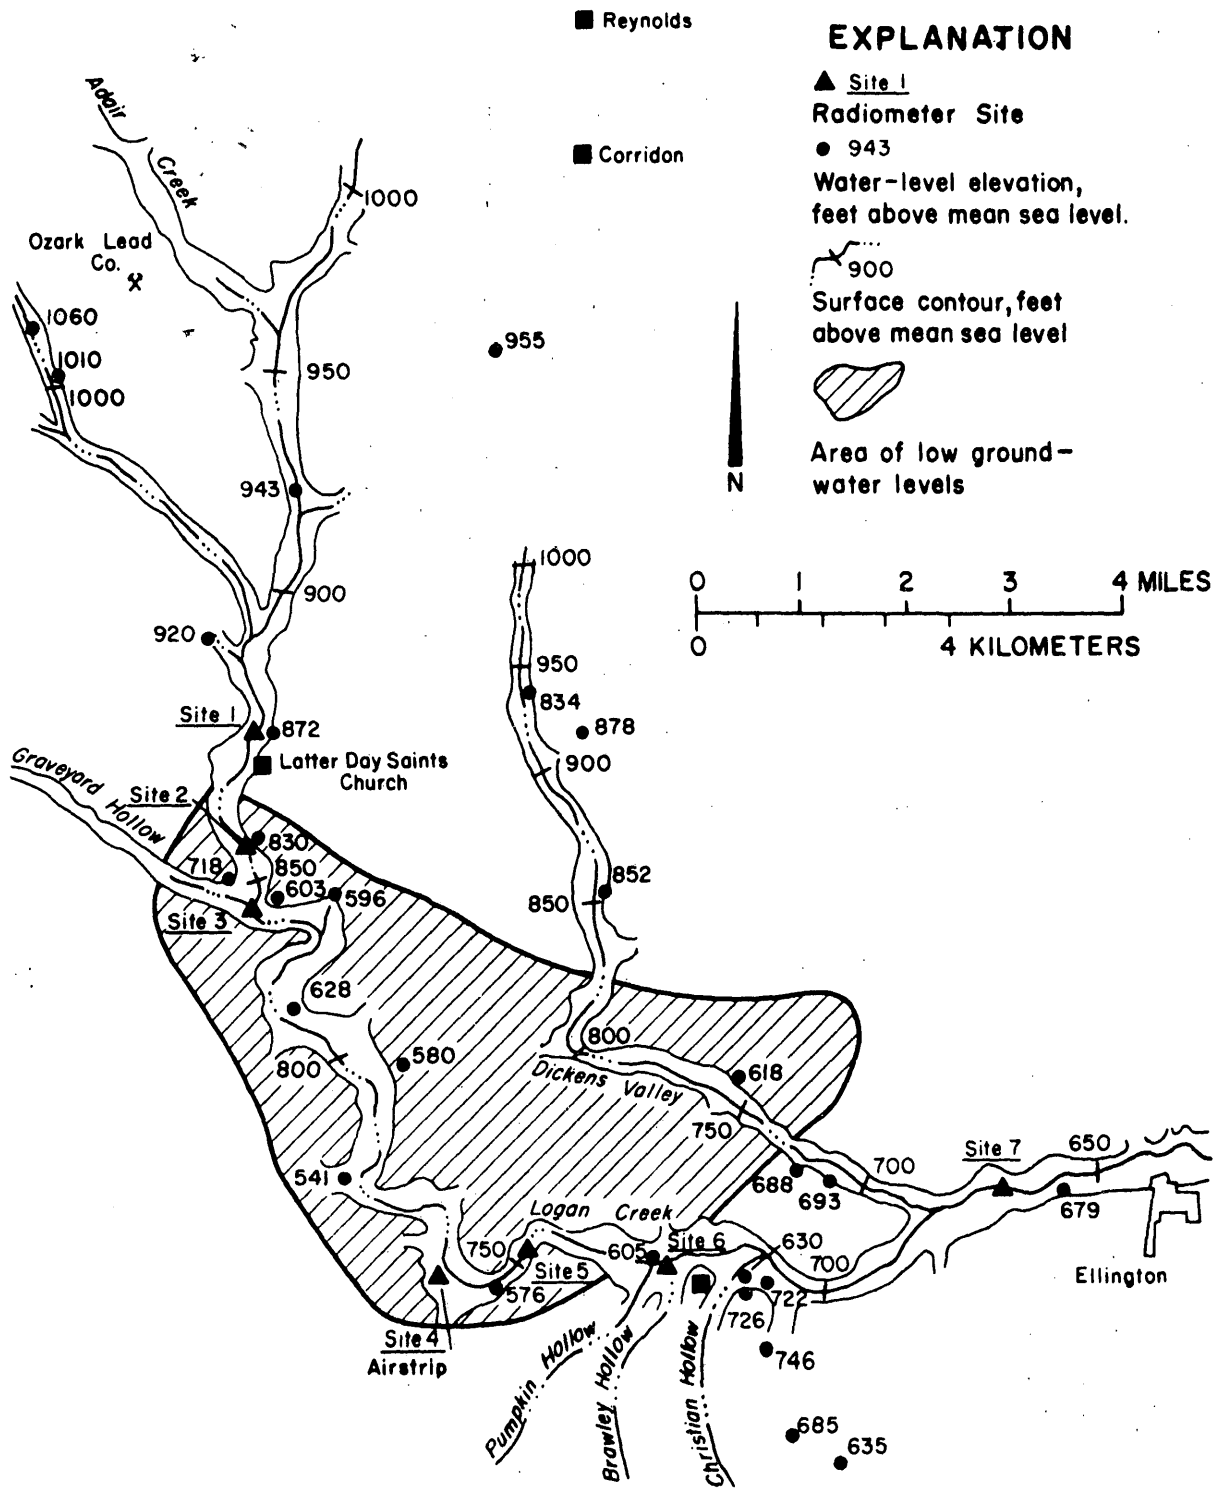 Reynolds
EXPLANATION
Site 1
Radiometer Site
943
Water-level elevation,
feet above mean sea level.
900
Surface contour, feet
above mean sea level
Area of low ground-
water levels
Corridon
Adair
Creek
1000
Ozark Lead
Co.
1060
1010
1000
955
950
943
N
900
1000
0 1 2 3 4 MILES
0 4 KILOMETERS
920
950
834
878
Site 1
872
900
Latter Day Saints
Church
Graveyard Hollow
Site 2
830
718
850
603
596
852
850
Site 3
628
800
800
580
Dickens Valley
618
750
541
688
693
700
Site 7
650
679
Ellington
Logan Creek
750
605
Site 6
630
700
Site 5
576
722
726
Site 4
Airstrip
746
Pumpkin Hollow
Brawley Hollow
Christian Hollow
685
635